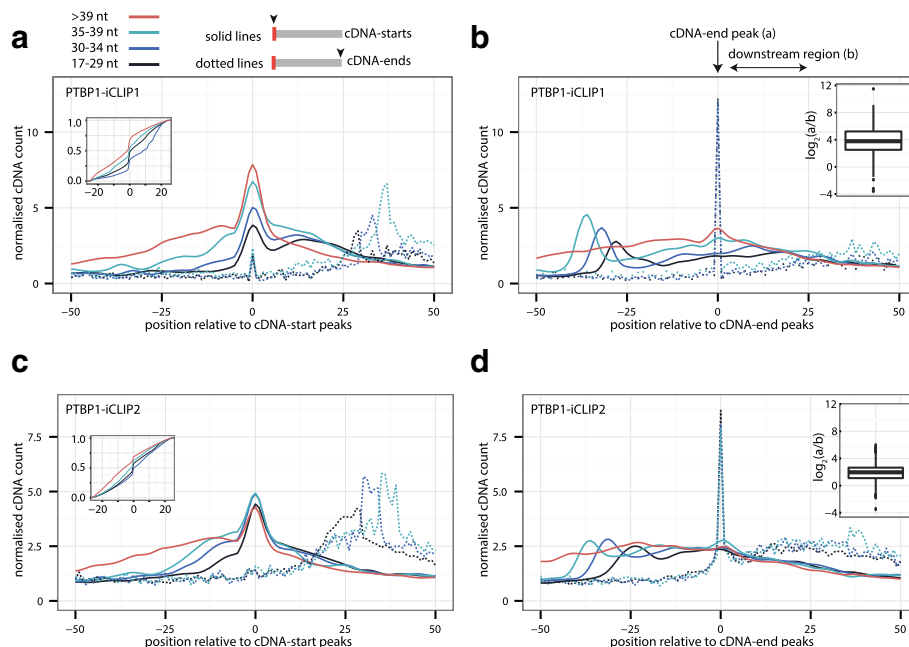 a
>39 nt
35-39 nt
30-34 nt
17-29 nt
solid lines
cDNA-starts
dotted lines
cDNA-ends
PTBP1-iCLIP1
1.0
0.5
0.0
−20 0 20
10
5
0
normalised cDNA count
−50 −25 0 25 50
position relative to cDNA-start peaks
b
cDNA-end peak (a)
downstream region (b)
PTBP1-iCLIP1
12
8
4
0
−4
log2(a/b)
10
5
0
normalised cDNA count
−50 −25 0 25 50
position relative to cDNA-end peaks
c
PTBP1-iCLIP2
1.0
0.5
0.0
−20 0 20
7.5
5.0
2.5
0
normalised cDNA count
−50 −25 0 25 50
position relative to cDNA-start peaks
d
PTBP1-iCLIP2
12
8
4
0
−4
log2(a/b)
7.5
5.0
2.5
0
normalised cDNA count
−50 −25 0 25 50
position relative to cDNA-end peaks